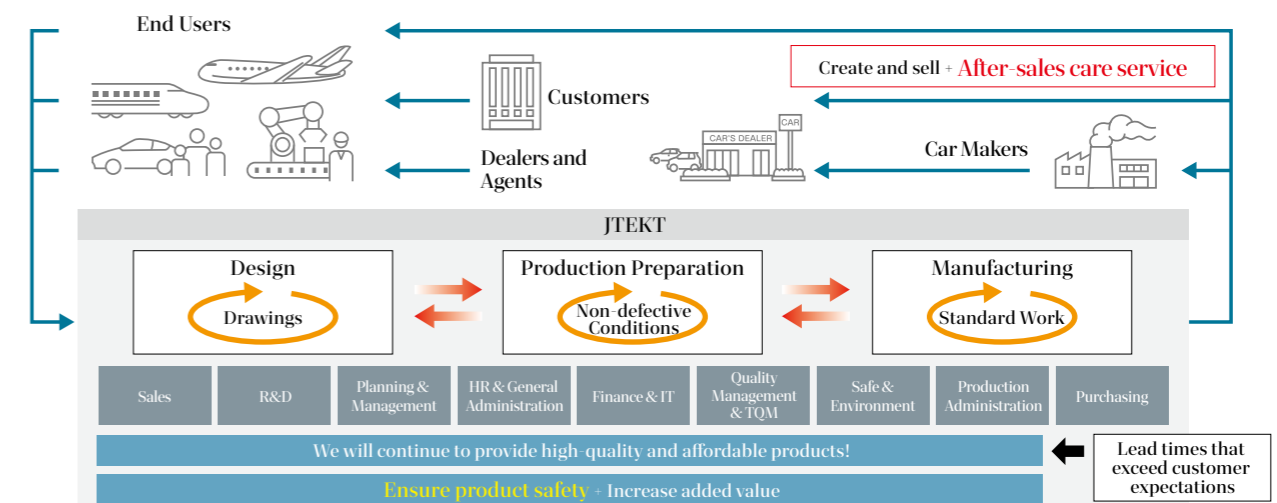 End Users
Create and sell + After-sales care service
Customers
CAR
CAR'S DEALER
Dealers and
Agents
Car Makers
JTEKT
Design
Drawings
Production Preparation
Non-defective
Conditions
Manufacturing
Standard Work
Sales
R&D
Planning &
Management
HR & General
Administration
Finance & IT
Quality
Management
& TQM
Safe &
Environment
Production
Administration
Purchasing
We will continue to provide high-quality and affordable products!
Lead times that
exceed customer
expectations
Ensure product safety + Increase added value